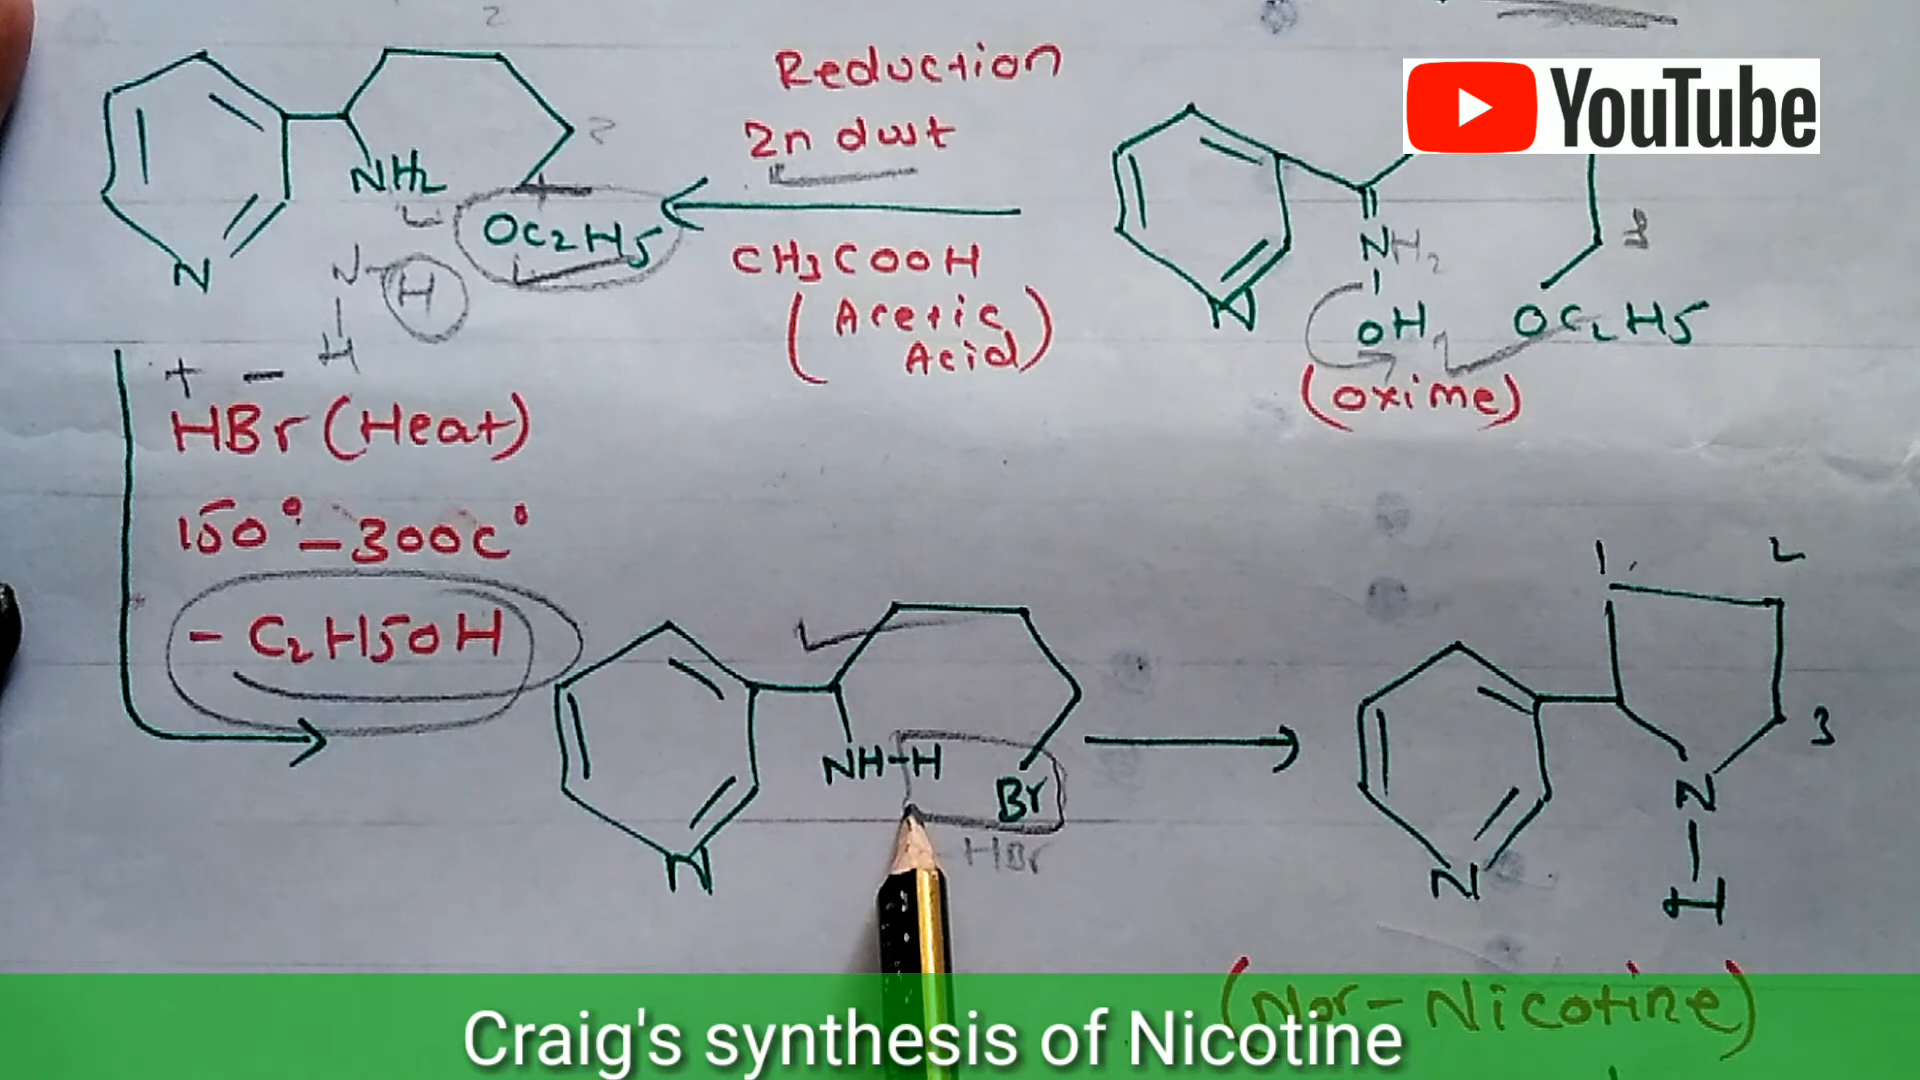 Reduction
Zn dust
CH3COOH
(Acetic
Acid)
YouTube
NH2
OC2H5
N
N-H
H
NH2
OH
OC2H5
N
(oxime)
+ -
HBr (Heat)
150° - 300C°
- C2H5OH
NH-H
Br
HBr
N
1
2
3
N
H
N
(Nor-Nicotine)
Craig's synthesis of Nicotine